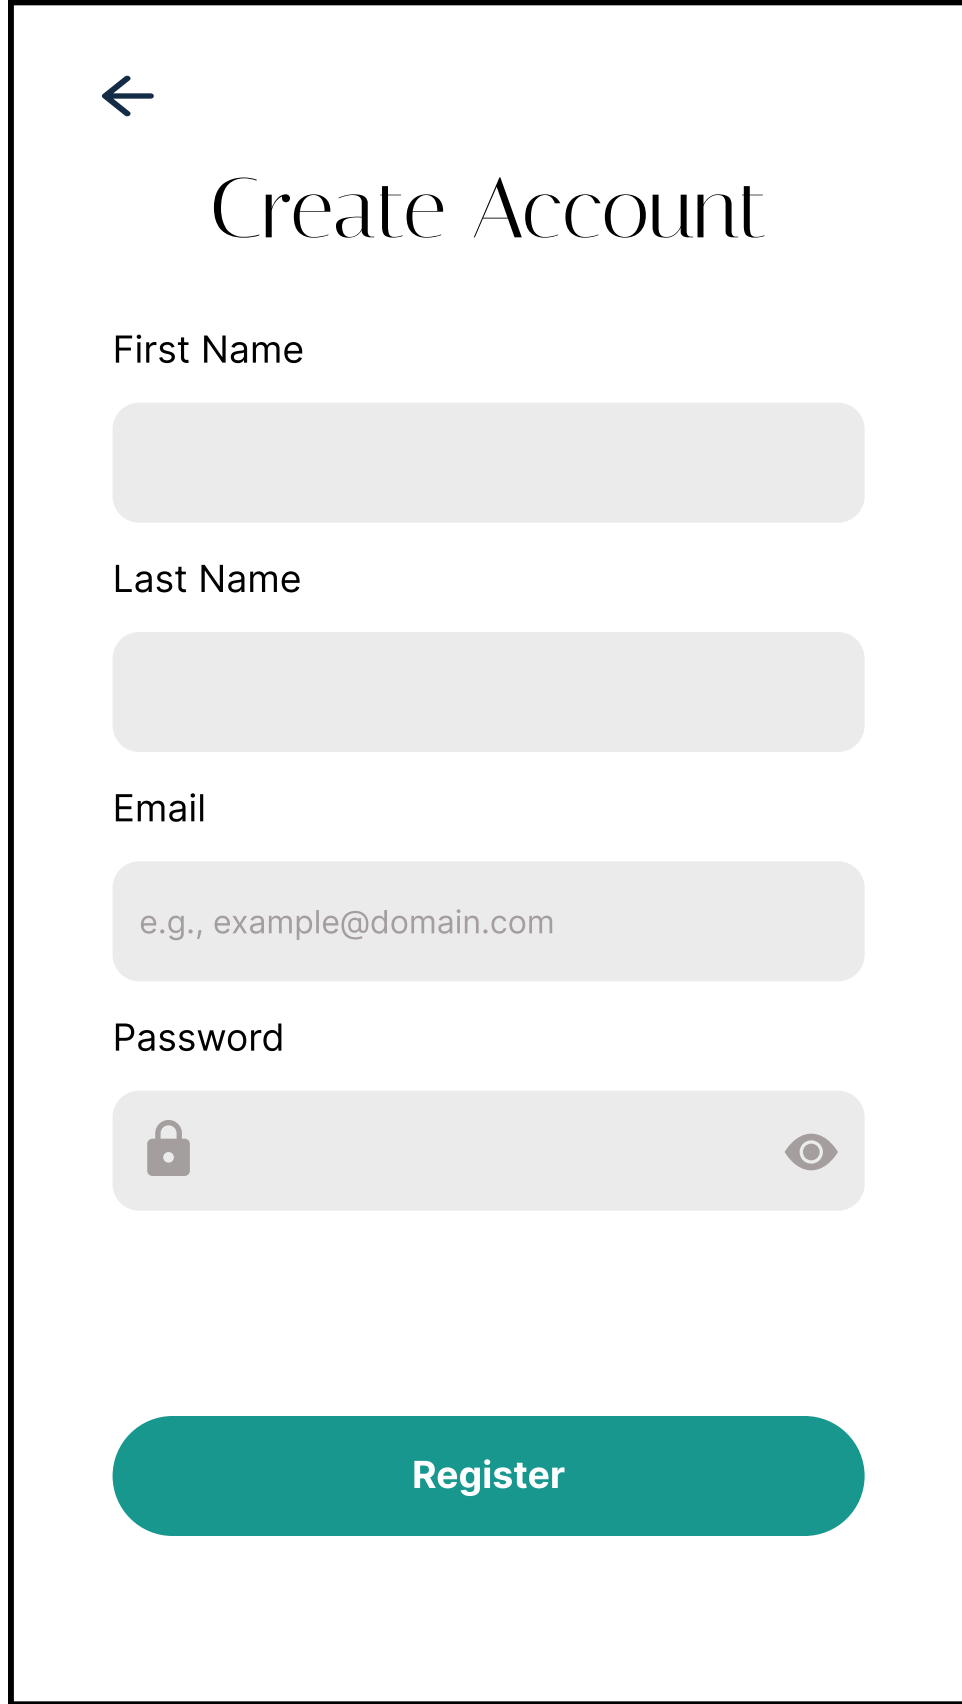 Create Account
First Name
Last Name
Email
e.g., example@domain.com
Password
Register